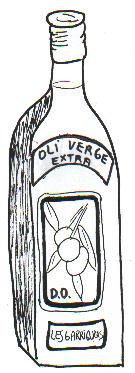 OLI VERGE
EXTRA
D.O.
LES GARRIGUES